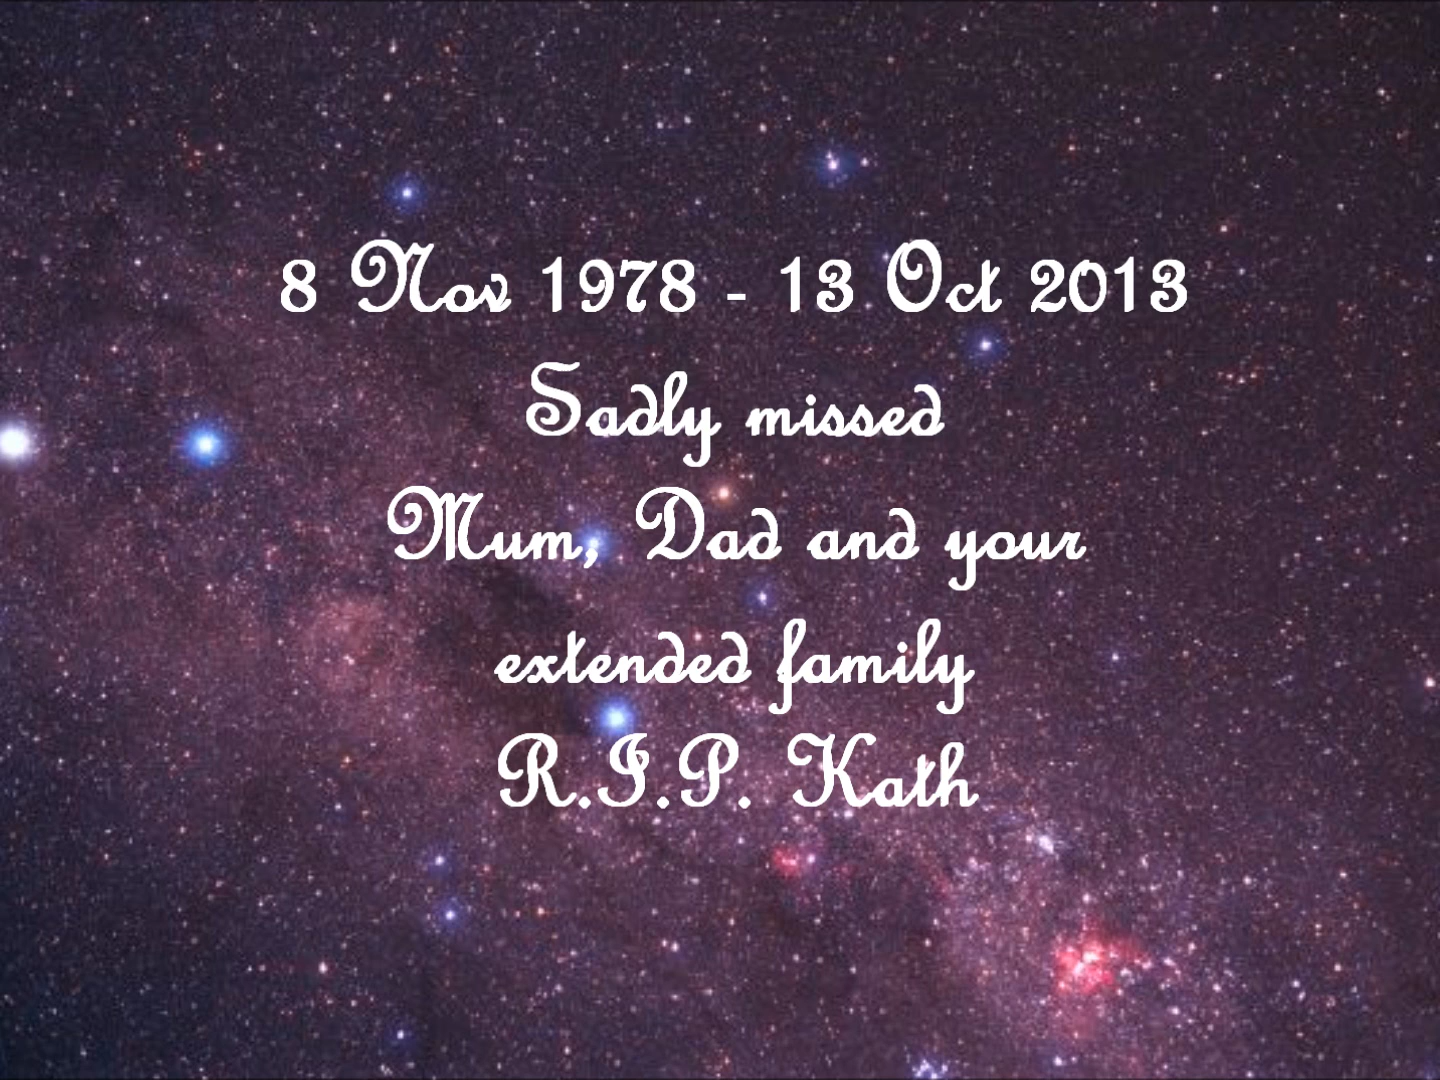 8 Nov 1978 - 13 Oct 2013
Sadly missed
Mum, Dad and your
extended family
R.I.P. Kath